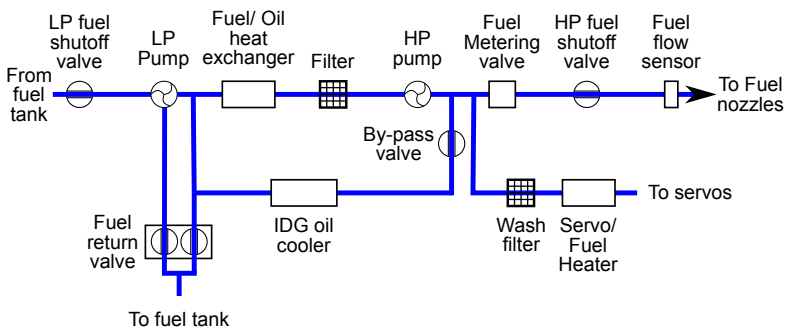 LP fuel
shutoff
valve
LP
Pump
Fuel/ Oil
heat
exchanger
Filter
HP
pump
Fuel
Metering
valve
HP fuel
shutoff
valve
Fuel
flow
sensor
From
fuel
tank
To Fuel
nozzles
By-pass
valve
To servos
Fuel
return
valve
IDG oil
cooler
Wash
filter
Servo/
Fuel
Heater
To fuel tank